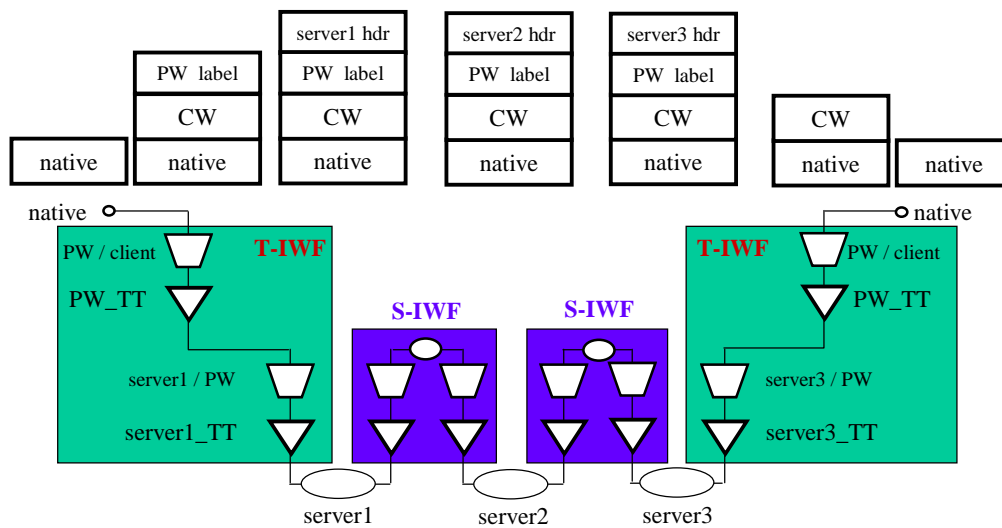 server1 hdr
server2 hdr
server3 hdr
PW label
PW label
PW label
PW label
CW
CW
CW
CW
CW
native
native
native
native
native
native
native
native
native
PW / client
T-IWF
T-IWF
PW / client
PW_TT
PW_TT
S-IWF
S-IWF
server1 / PW
server3 / PW
server1_TT
server3_TT
server1
server2
server3